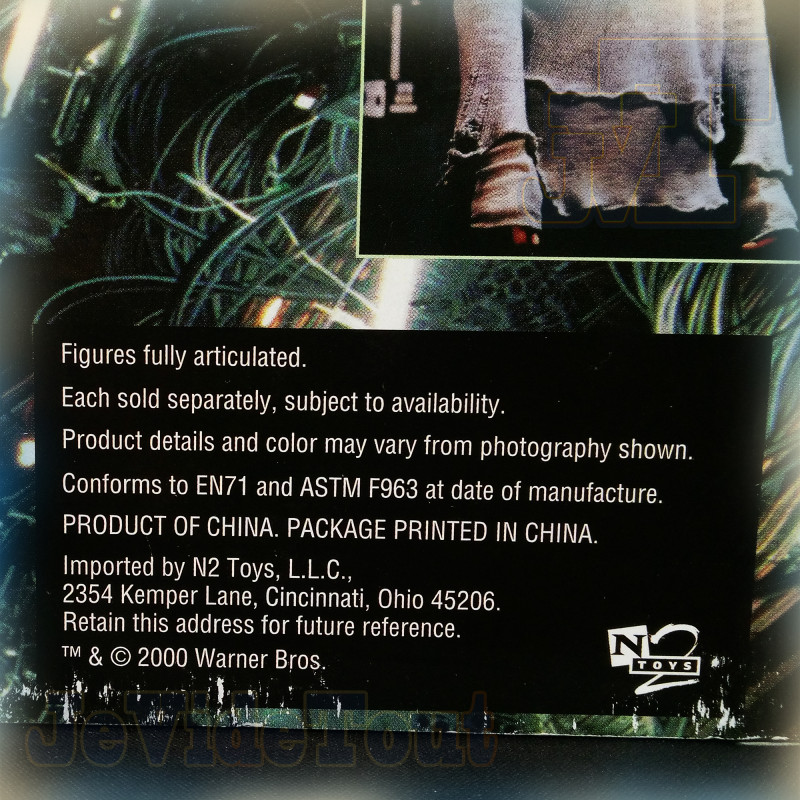 Figures fully articulated.
Each sold separately, subject to availability.
Product details and color may vary from photography shown.
Conforms to EN71 and ASTM F963 at date of manufacture.
PRODUCT OF CHINA. PACKAGE PRINTED IN CHINA.
Imported by N2 Toys, L.L.C.,
2354 Kemper Lane, Cincinnati, Ohio 45206.
Retain this address for future reference.
™ & © 2000 Warner Bros.
N2
TOYS
JeVideTout